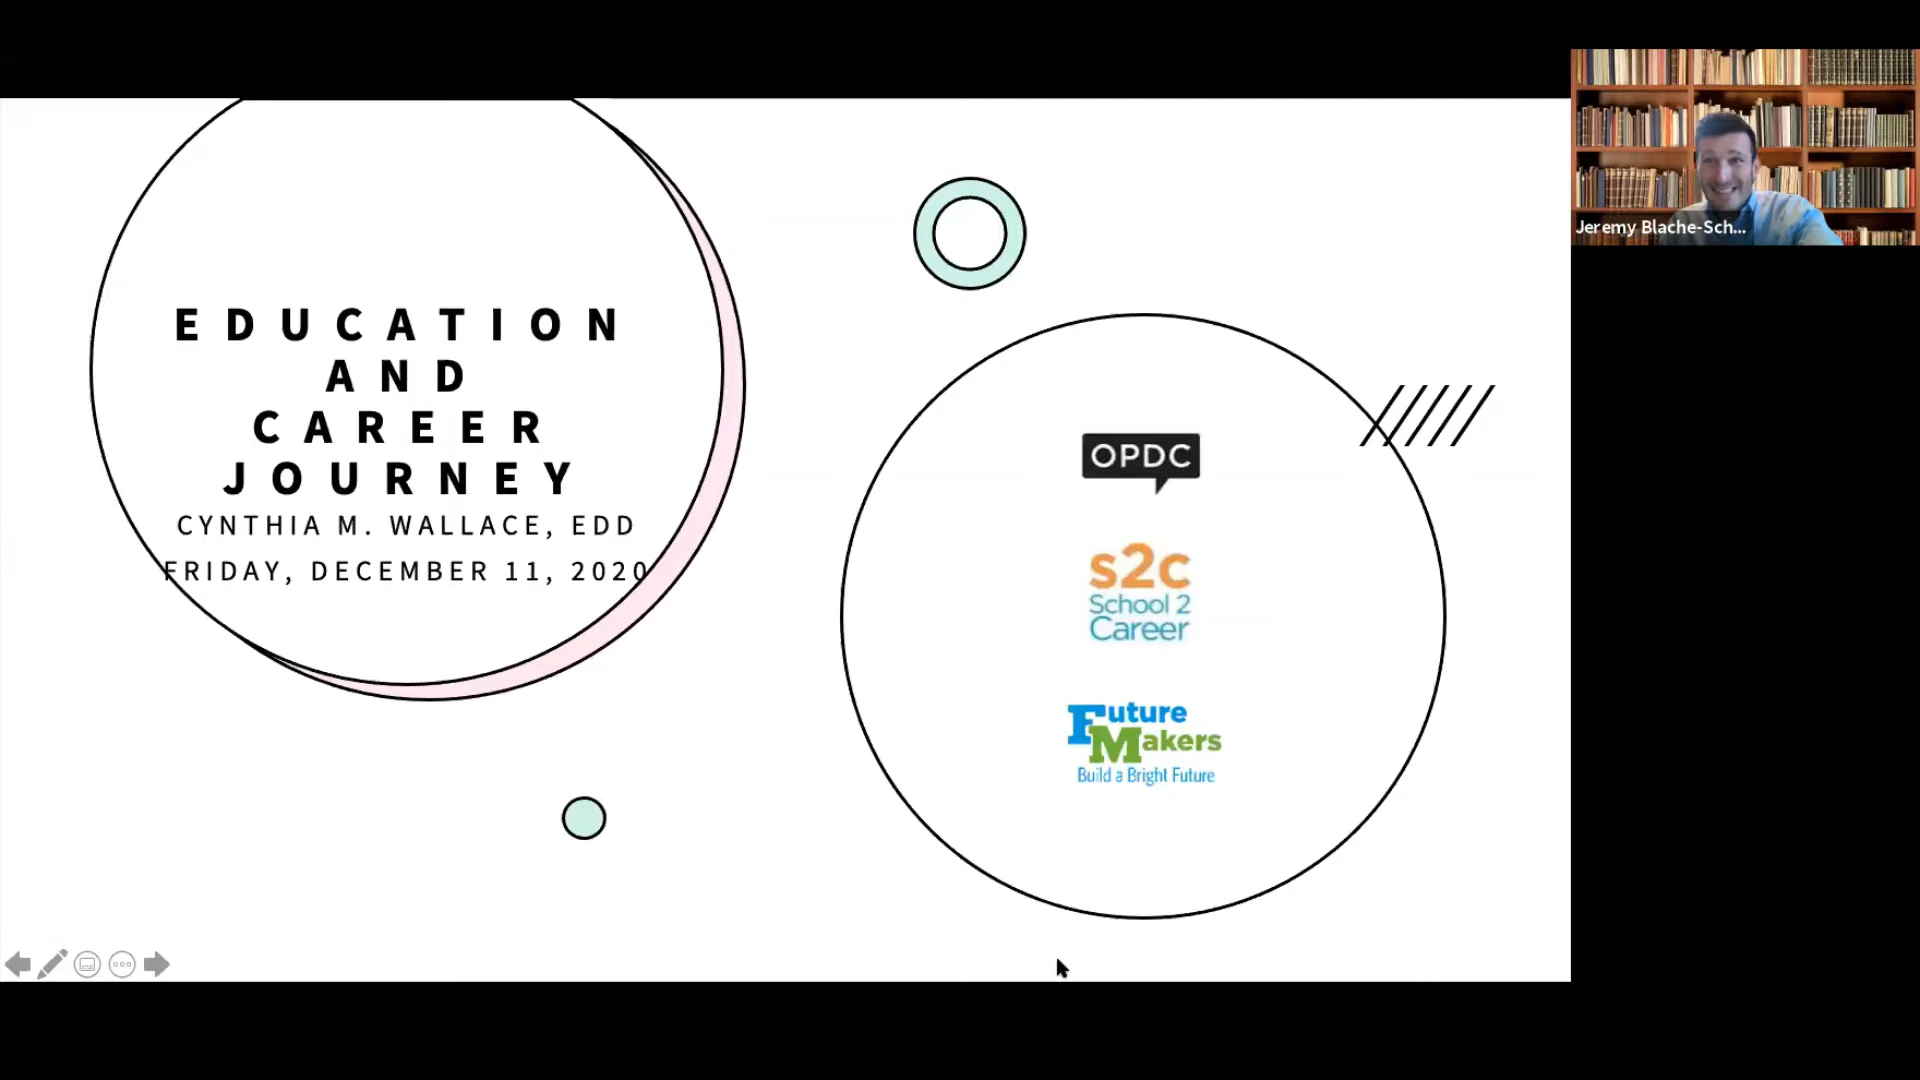 EDUCATION
AND
CAREER
JOURNEY
CYNTHIA M. WALLACE, EDD
FRIDAY, DECEMBER 11, 2020
OPDC
s2c
School 2
Career
Future
Makers
Build a Bright Future
Jeremy Blache-Sch...